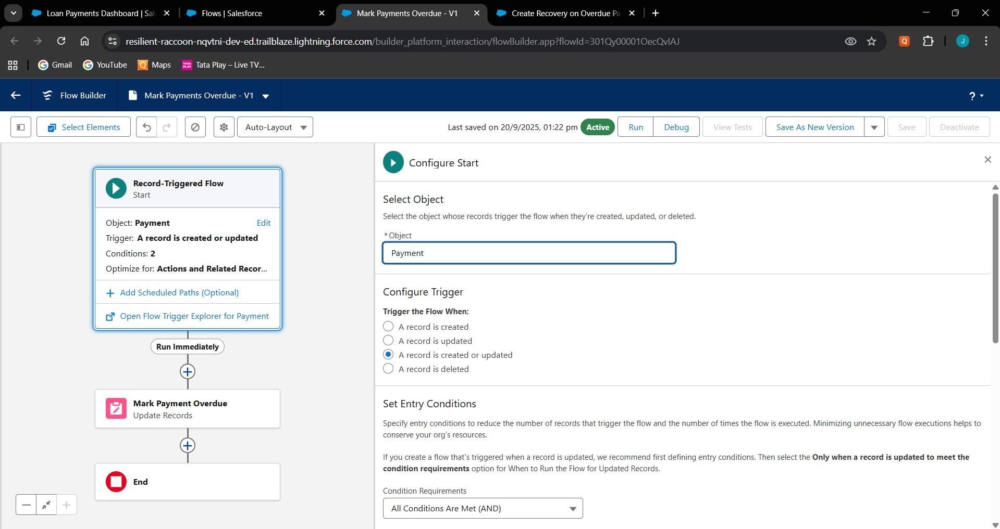 Loan Payments Dashboard | Sal
Flows | Salesforce
Mark Payments Overdue - V1
Create Recovery on Overdue Pa
resilient-raccoon-nqvtni-dev-ed.trailblaze.lightning.force.com/builder_platform_interaction/flowBuilder.app?flowId=301Qy00001OecQvIAJ
Q
J
Gmail
YouTube
Q Maps
TATA PLAY Tata Play – Live TV...
Flow Builder
Mark Payments Overdue - V1
?
Select Elements
Auto-Layout
Last saved on 20/9/2025, 01:22 pm
Active
Run
Debug
View Tests
Save As New Version
Save
Deactivate
Record-Triggered Flow
Start
Object: Payment
Edit
Trigger: A record is created or updated
Conditions: 2
Optimize for: Actions and Related Recor...
Add Scheduled Paths (Optional)
Open Flow Trigger Explorer for Payment
Run Immediately
Mark Payment Overdue
Update Records
End
Configure Start
Select Object
Select the object whose records trigger the flow when they're created, updated, or deleted.
*Object
Payment
Configure Trigger
Trigger the Flow When:
A record is created
A record is updated
A record is created or updated
A record is deleted
Set Entry Conditions
Specify entry conditions to reduce the number of records that trigger the flow and the number of times the flow is executed. Minimizing unnecessary flow executions helps to
conserve your org's resources.
If you create a flow that's triggered when a record is updated, we recommend first defining entry conditions. Then select the Only when a record is updated to meet the
condition requirements option for When to Run the Flow for Updated Records.
Condition Requirements
All Conditions Are Met (AND)